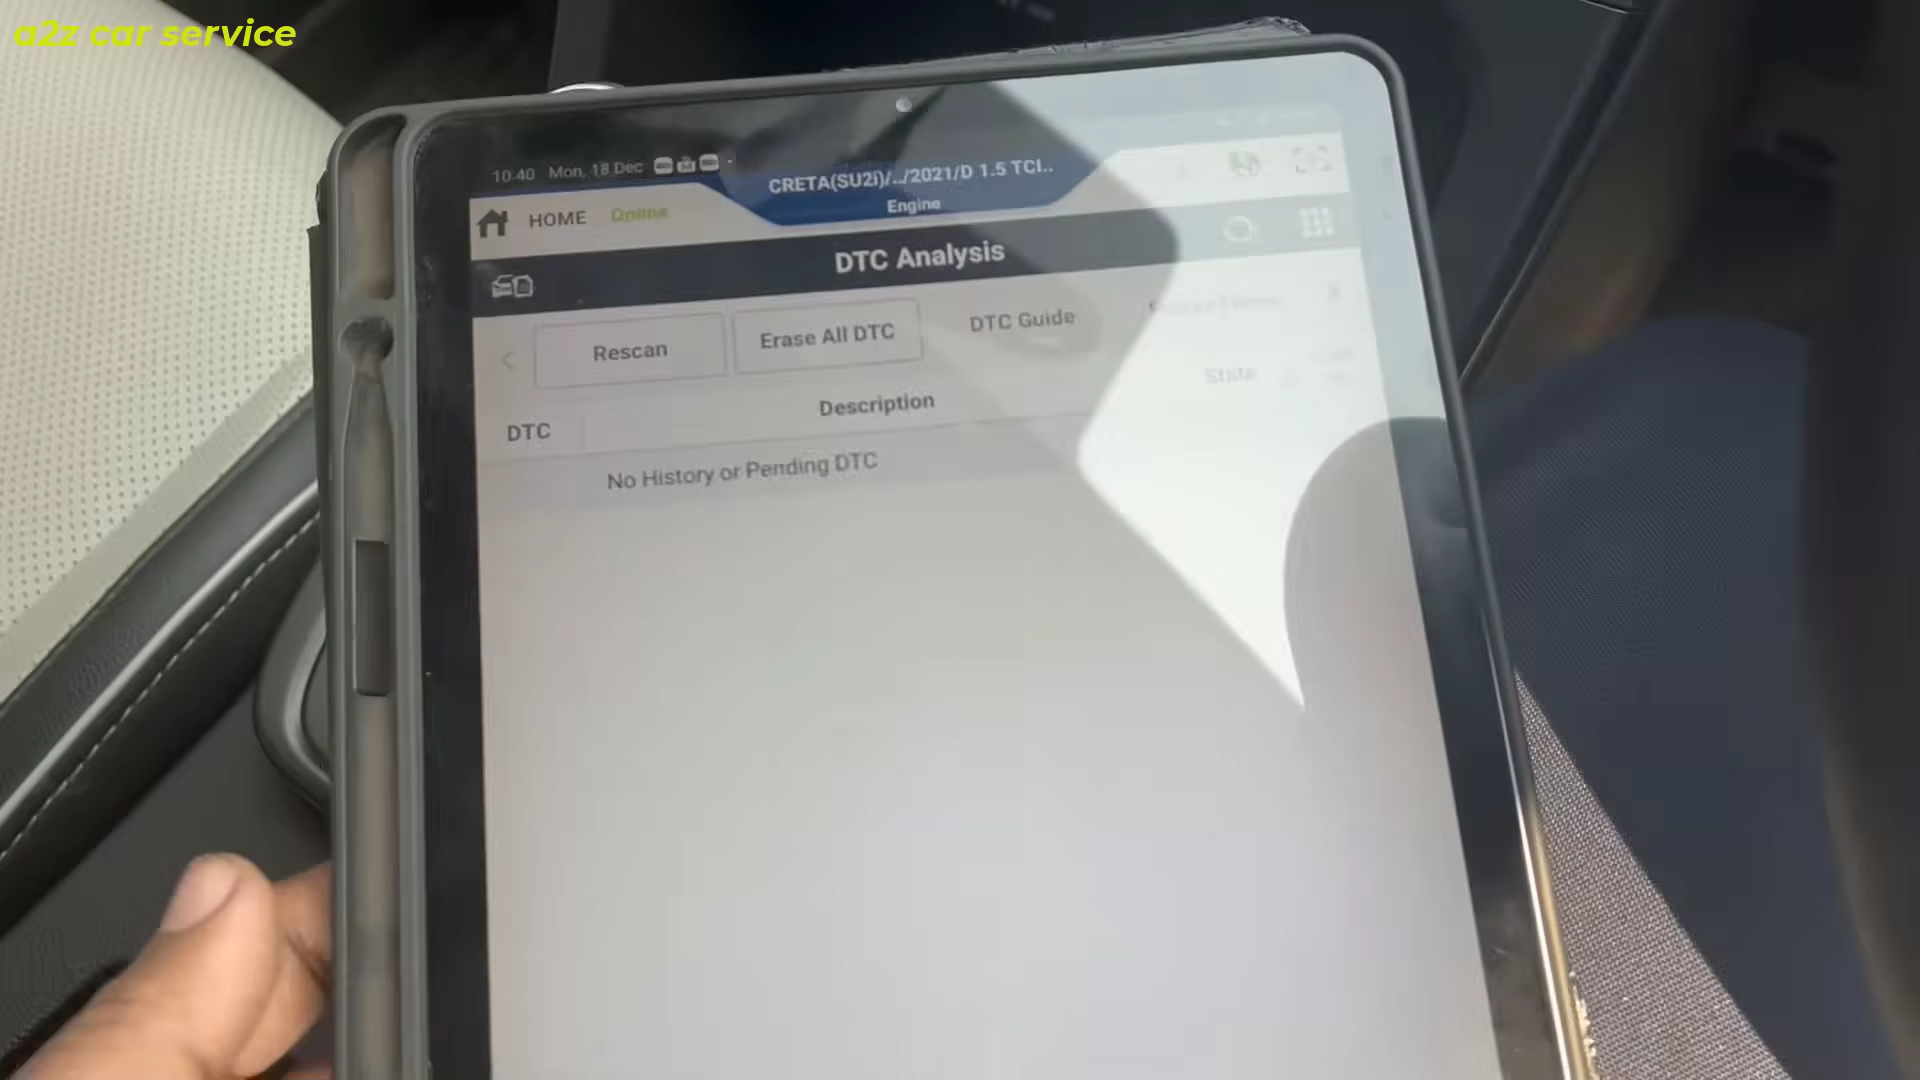 a2z car service
10:40 Mon, 18 Dec
CRETA(SU2i)/../2021/D 1.5 TCI..
Engine
HOME Online
DTC Analysis
Rescan
Erase All DTC
DTC Guide
DTC
Description
State
No History or Pending DTC